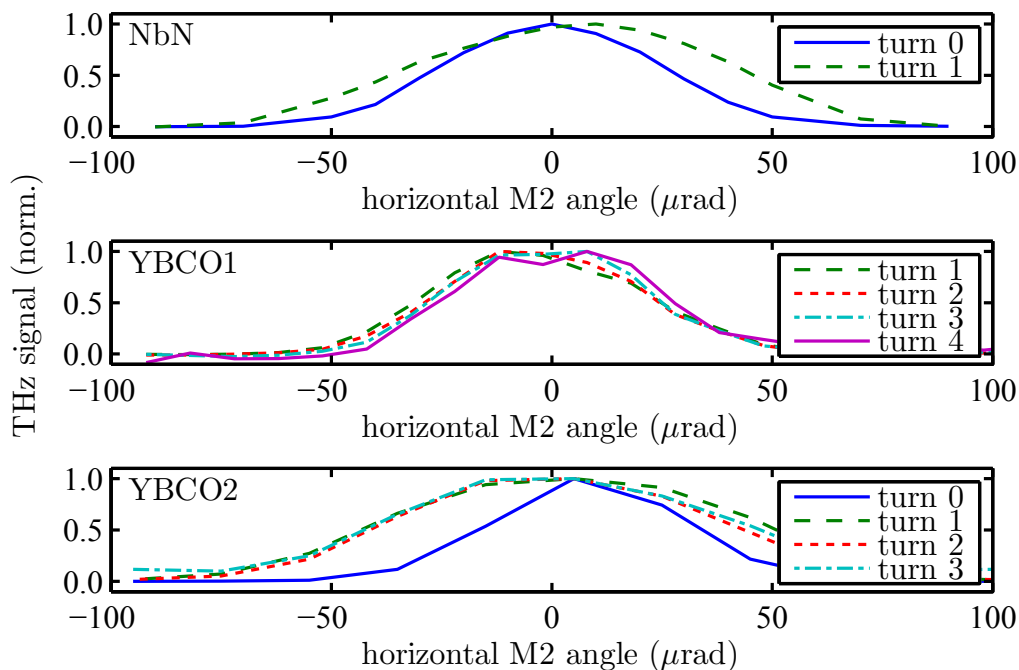 THz signal (norm.)
NbN
1.0
0.5
0.0
turn 0
turn 1
−100 −50 0 50 100
horizontal M2 angle (μrad)
YBCO1
1.0
0.5
0.0
turn 1
turn 2
turn 3
turn 4
−100 −50 0 50 100
horizontal M2 angle (μrad)
YBCO2
1.0
0.5
0.0
turn 0
turn 1
turn 2
turn 3
−100 −50 0 50 100
horizontal M2 angle (μrad)